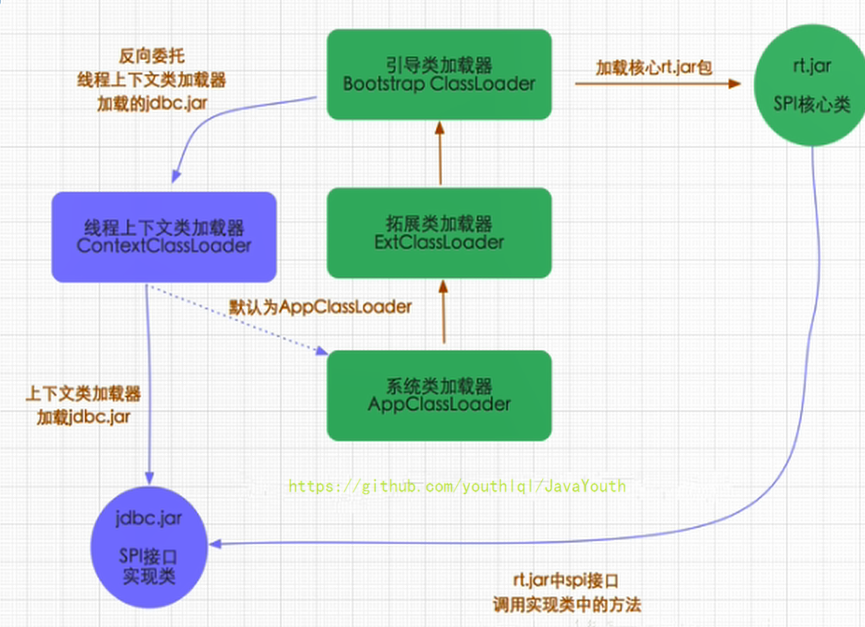 反向委托
线程上下文类加载器
加载的jdbc.jar
引导类加载器
Bootstrap ClassLoader
加载核心rt.jar包
rt.jar
SPI核心类
线程上下文类加载器
ContextClassLoader
拓展类加载器
ExtClassLoader
默认为AppClassLoader
系统类加载器
AppClassLoader
上下文类加载器
加载jdbc.jar
https://github.com/youthlql/JavaYouth
jdbc.jar
SPI接口
实现类
rt.jar中spi接口
调用实现类中的方法